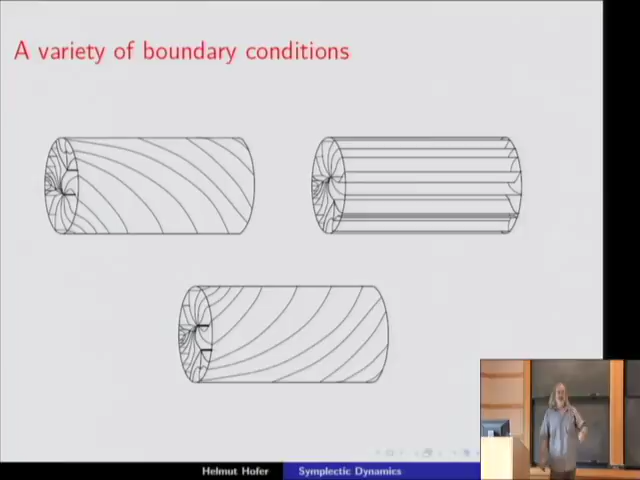 A variety of boundary conditions
Helmut Hofer
Symplectic Dynamics